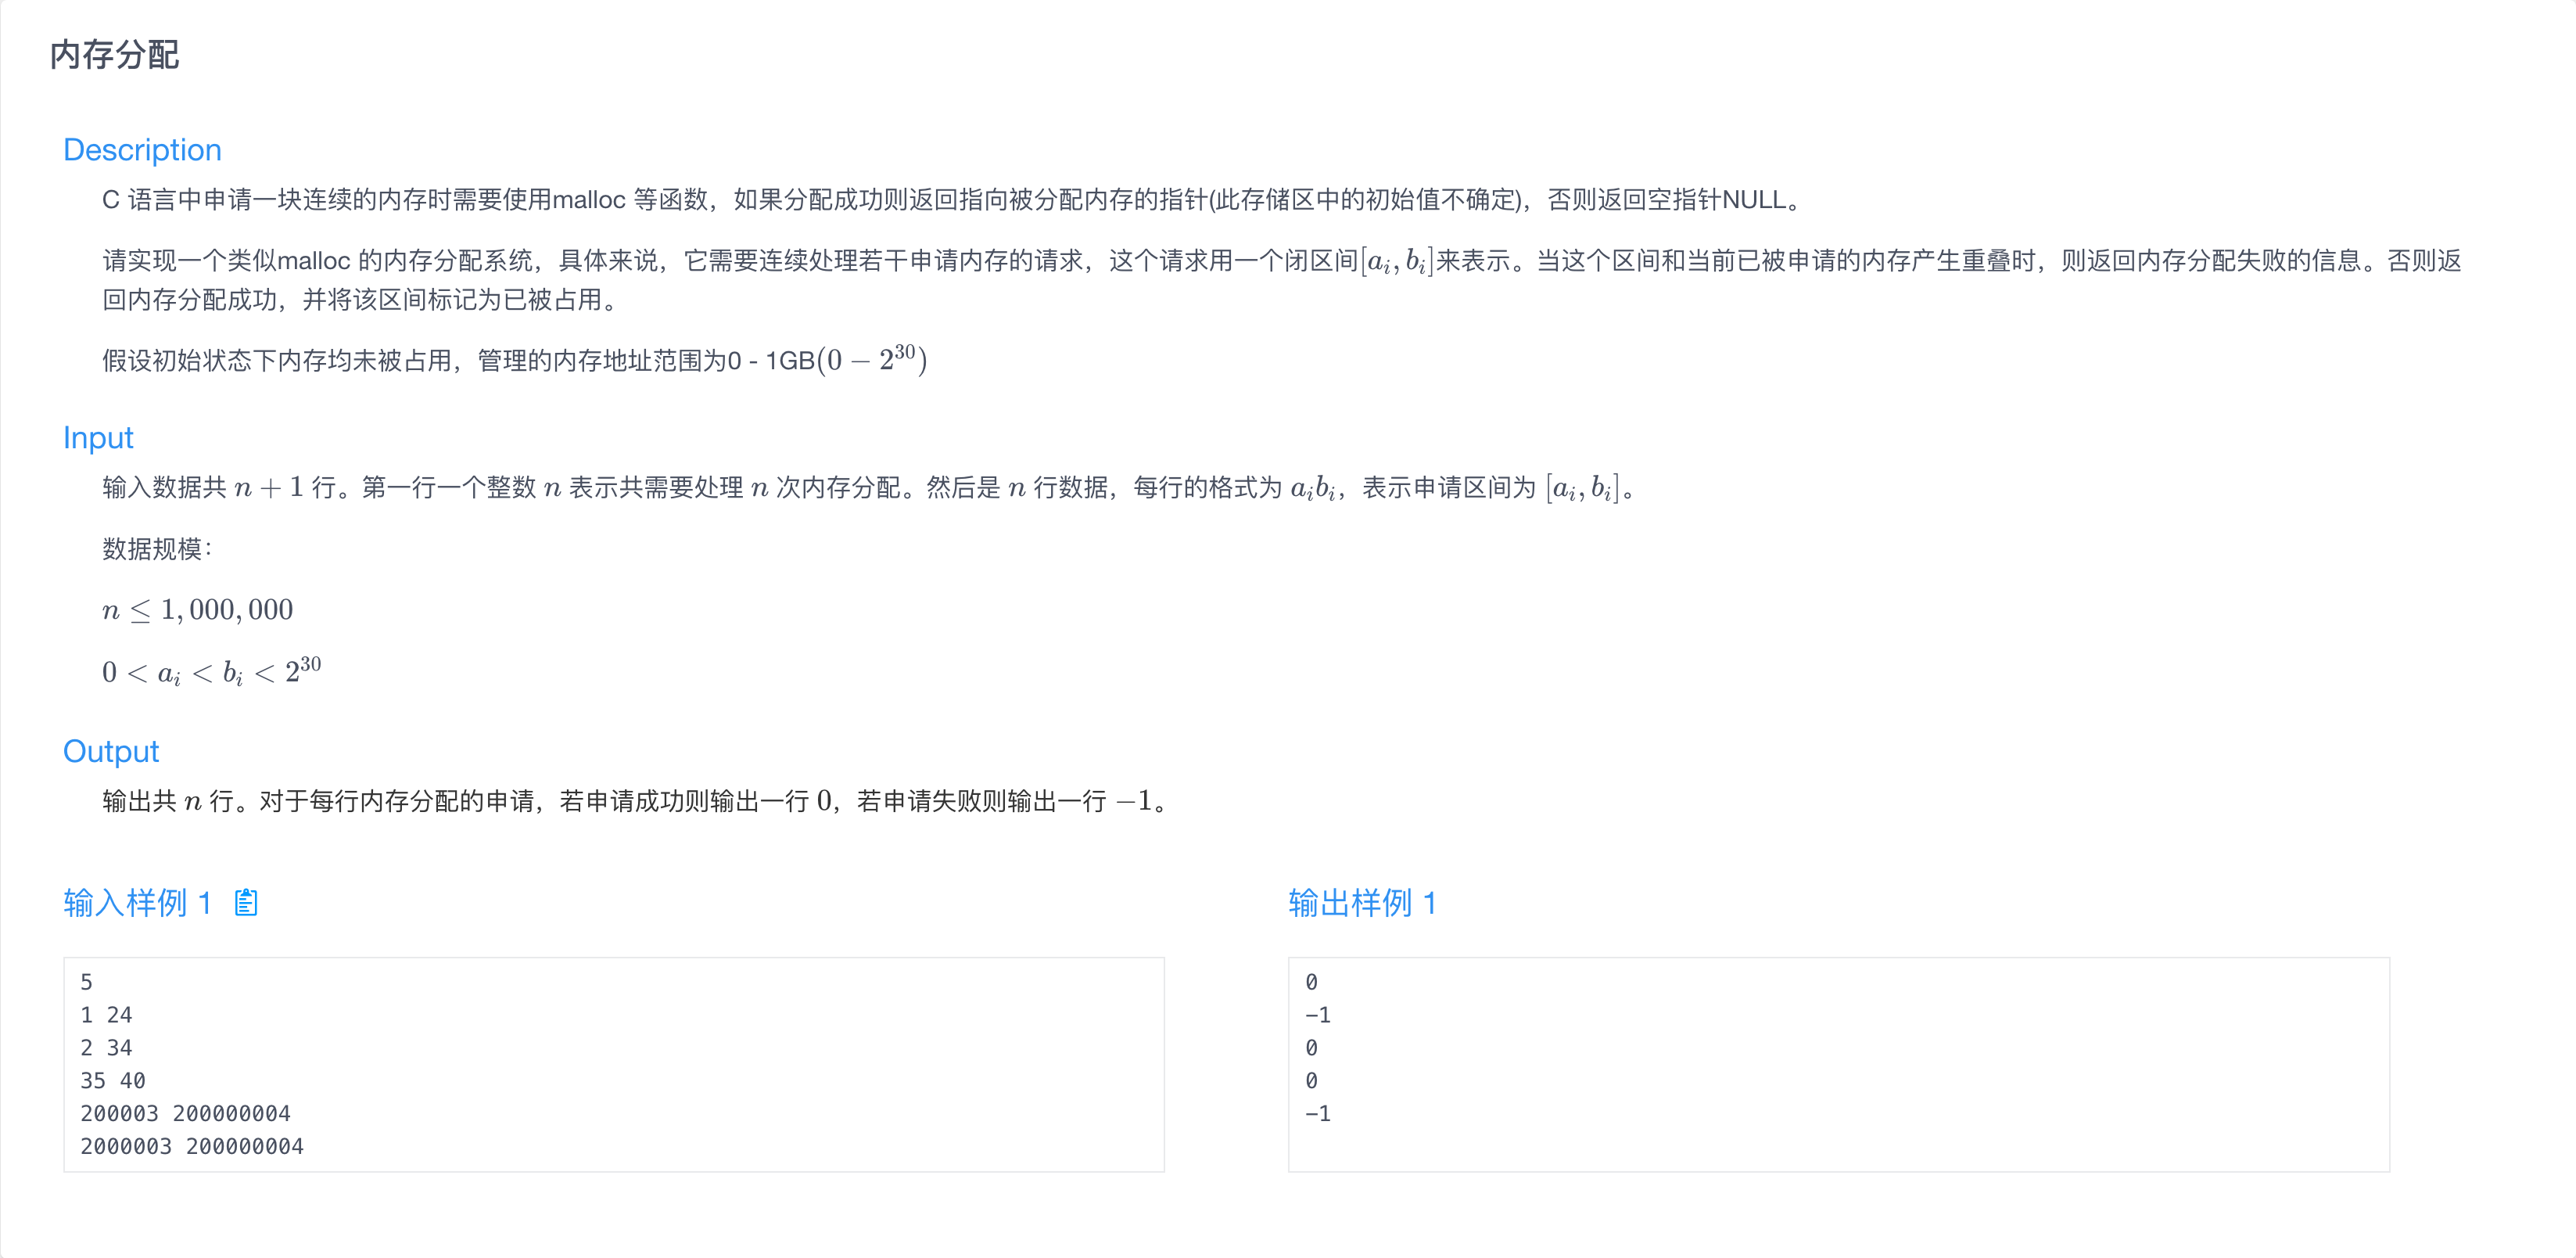 内存分配
Description
C 语言中申请一块连续的内存时需要使用malloc 等函数，如果分配成功则返回指向被分配内存的指针(此存储区中的初始值不确定)，否则返回空指针NULL。
请实现一个类似malloc 的内存分配系统，具体来说，它需要连续处理若干申请内存的请求，这个请求用一个闭区间[aᵢ, bᵢ]来表示。当这个区间和当前已被申请的内存产生重叠时，则返回内存分配失败的信息。否则返
回内存分配成功，并将该区间标记为已被占用。
假设初始状态下内存均未被占用，管理的内存地址范围为0 - 1GB(0 − 2³⁰)
Input
输入数据共 n + 1 行。第一行一个整数 n 表示共需要处理 n 次内存分配。然后是 n 行数据，每行的格式为 aᵢbᵢ，表示申请区间为 [aᵢ, bᵢ]。
数据规模：
n ≤ 1,000,000
0 < aᵢ < bᵢ < 2³⁰
Output
输出共 n 行。对于每行内存分配的申请，若申请成功则输出一行 0，若申请失败则输出一行 −1。
输入样例 1
5
1 24
2 34
35 40
200003 200000004
2000003 200000004
输出样例 1
0
-1
0
0
-1